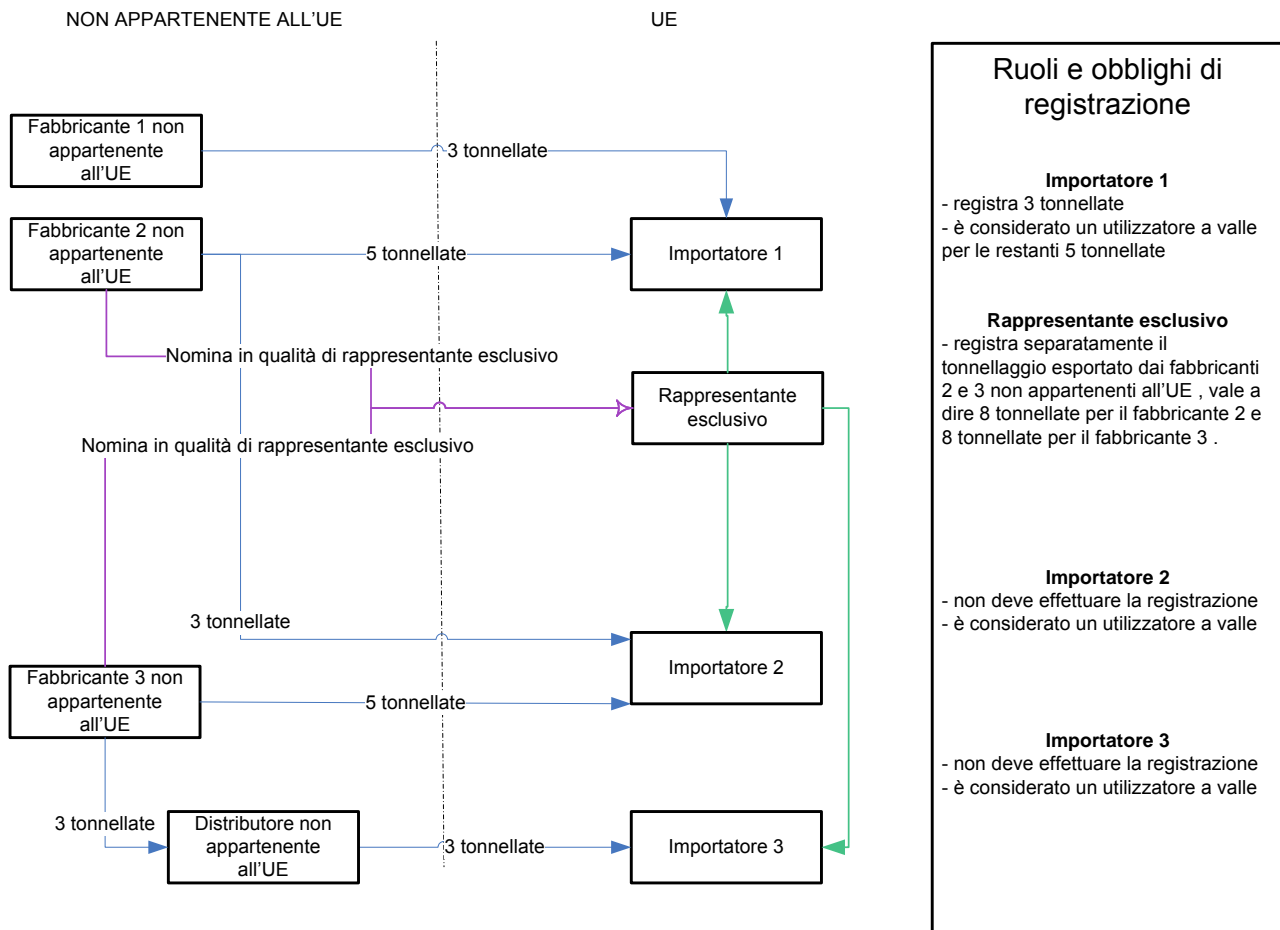 NON APPARTENENTE ALL'UE
UE
Fabbricante 1 non
appartenente
all'UE
3 tonnellate
Fabbricante 2 non
appartenente
all'UE
5 tonnellate
Importatore 1
Nomina in qualità di rappresentante esclusivo
Rappresentante
esclusivo
Nomina in qualità di rappresentante esclusivo
3 tonnellate
Importatore 2
Fabbricante 3 non
appartenente
all'UE
5 tonnellate
3 tonnellate
Distributore non
appartenente
all'UE
3 tonnellate
Importatore 3
Ruoli e obblighi di
registrazione
Importatore 1
- registra 3 tonnellate
- è considerato un utilizzatore a valle
per le restanti 5 tonnellate
Rappresentante esclusivo
- registra separatamente il
tonnellaggio esportato dai fabbricanti
2 e 3 non appartenenti all'UE , vale a
dire 8 tonnellate per il fabbricante 2 e
8 tonnellate per il fabbricante 3 .
Importatore 2
- non deve effettuare la registrazione
- è considerato un utilizzatore a valle
Importatore 3
- non deve effettuare la registrazione
- è considerato un utilizzatore a valle